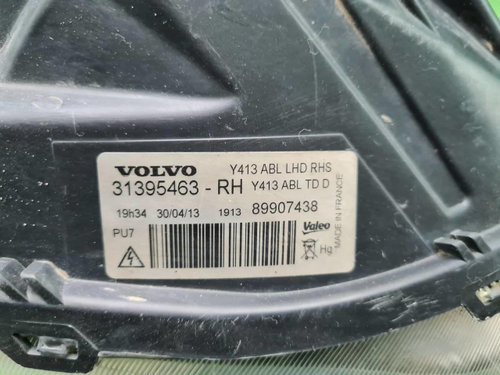 VOLVO Y413 ABL LHD RHS
31395463 - RH Y413 ABL TD D
19h34 30/04/13 1913 89907438
PU7 Valeo
Hg
MADE IN FRANCE